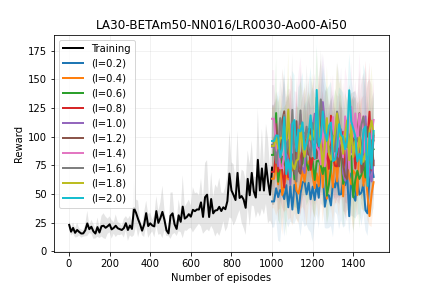 LA30-BETAm50-NN016/LR0030-Ao00-Ai50
Reward
175
150
125
100
75
50
25
0
Training
(l=0.2)
(l=0.4)
(l=0.6)
(l=0.8)
(l=1.0)
(l=1.2)
(l=1.4)
(l=1.6)
(l=1.8)
(l=2.0)
0 200 400 600 800 1000 1200 1400
Number of episodes